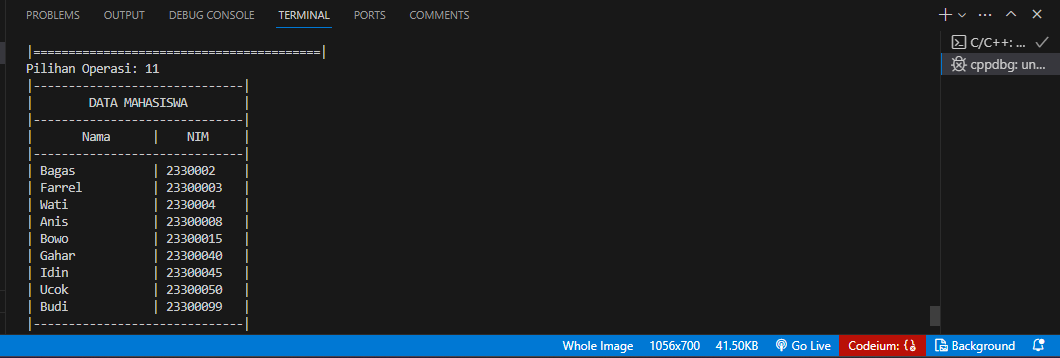 PROBLEMS OUTPUT DEBUG CONSOLE TERMINAL PORTS COMMENTS
|=========================================|
Pilihan Operasi: 11
|------------------------------|
| DATA MAHASISWA |
|------------------------------|
| Nama | NIM |
|------------------------------|
| Bagas | 2330002 |
| Farrel | 23300003 |
| Wati | 2330004 |
| Anis | 23300008 |
| Bowo | 23300015 |
| Gahar | 23300040 |
| Idin | 23300045 |
| Ucok | 23300050 |
| Budi | 23300099 |
|------------------------------|
C/C++: ...
cppdbg: un...
Whole Image 1056x700 41.50KB Go Live Codeium: {} Background